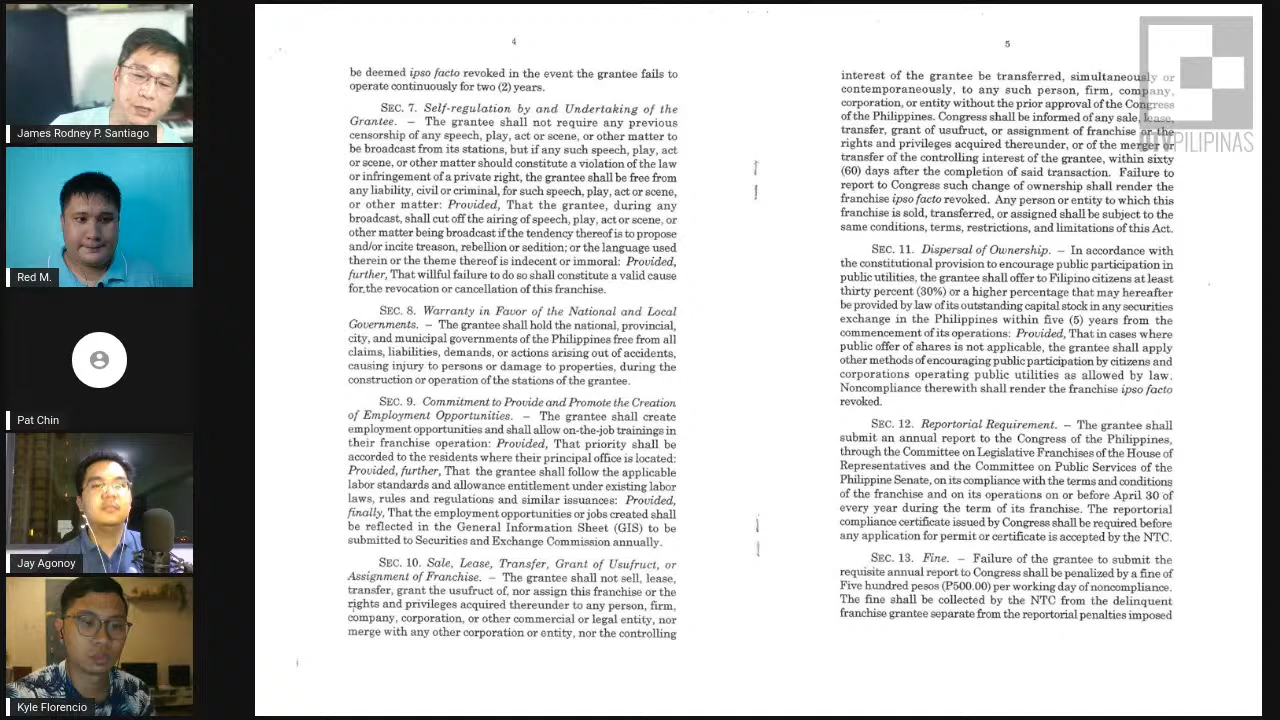 James Rodney P. Santiago
Red M.
Pat Chin
Jay Agonoy
Kyle Florencio
4
be deemed ipso facto revoked in the event the grantee fails to
operate continuously for two (2) years.
SEC. 7. Self-regulation by and Undertaking of the
Grantee. – The grantee shall not require any previous
censorship of any speech, play, act or scene, or other matter to
be broadcast from its stations, but if any such speech, play, act
or scene, or other matter should constitute a violation of the law
or infringement of a private right, the grantee shall be free from
any liability, civil or criminal, for such speech, play, act or scene,
or other matter: Provided, That the grantee, during any
broadcast, shall cut off the airing of speech, play, act or scene, or
other matter being broadcast if the tendency thereof is to propose
and/or incite treason, rebellion or sedition; or the language used
therein or the theme thereof is indecent or immoral: Provided,
further, That willful failure to do so shall constitute a valid cause
for the revocation or cancellation of this franchise.
SEC. 8. Warranty in Favor of the National and Local
Governments. – The grantee shall hold the national, provincial,
city, and municipal governments of the Philippines free from all
claims, liabilities, demands, or actions arising out of accidents,
causing injury to persons or damage to properties, during the
construction or operation of the stations of the grantee.
SEC. 9. Commitment to Provide and Promote the Creation
of Employment Opportunities. – The grantee shall create
employment opportunities and shall allow on-the-job trainings in
their franchise operation: Provided, That priority shall be
accorded to the residents where their principal office is located:
Provided, further, That the grantee shall follow the applicable
labor standards and allowance entitlement under existing labor
laws, rules and regulations and similar issuances: Provided,
finally, That the employment opportunities or jobs created shall
be reflected in the General Information Sheet (GIS) to be
submitted to Securities and Exchange Commission annually.
SEC. 10. Sale, Lease, Transfer, Grant of Usufruct, or
Assignment of Franchise. – The grantee shall not sell, lease,
transfer, grant the usufruct of, nor assign this franchise or the
rights and privileges acquired thereunder to any person, firm,
company, corporation, or other commercial or legal entity, nor
merge with any other corporation or entity, nor the controlling
5
interest of the grantee be transferred, simultaneously or
contemporaneously, to any such person, firm, company,
corporation, or entity without the prior approval of the Congress
of the Philippines. Congress shall be informed of any sale, lease,
transfer, grant of usufruct, or assignment of franchise or the
rights and privileges acquired thereunder, or of the merger or
transfer of the controlling interest of the grantee, within sixty
(60) days after the completion of said transaction. Failure to
report to Congress such change of ownership shall render the
franchise ipso facto revoked. Any person or entity to which this
franchise is sold, transferred, or assigned shall be subject to the
same conditions, terms, restrictions, and limitations of this Act.
SEC. 11. Dispersal of Ownership. – In accordance with
the constitutional provision to encourage public participation in
public utilities, the grantee shall offer to Filipino citizens at least
thirty percent (30%) or a higher percentage that may hereafter
be provided by law of its outstanding capital stock in any securities
exchange in the Philippines within five (5) years from the
commencement of its operations: Provided, That in cases where
public offer of shares is not applicable, the grantee shall apply
other methods of encouraging public participation by citizens and
corporations operating public utilities as allowed by law.
Noncompliance therewith shall render the franchise ipso facto
revoked.
SEC. 12. Reportorial Requirement. – The grantee shall
submit an annual report to the Congress of the Philippines,
through the Committee on Legislative Franchises of the House of
Representatives and the Committee on Public Services of the
Philippine Senate, on its compliance with the terms and conditions
of the franchise and on its operations on or before April 30 of
every year during the term of its franchise. The reportorial
compliance certificate issued by Congress shall be required before
any application for permit or certificate is accepted by the NTC.
SEC. 13. Fine. – Failure of the grantee to submit the
requisite annual report to Congress shall be penalized by a fine of
Five hundred pesos (P500.00) per working day of noncompliance.
The fine shall be collected by the NTC from the delinquent
franchise grantee separate from the reportorial penalties imposed
PILIPINAS